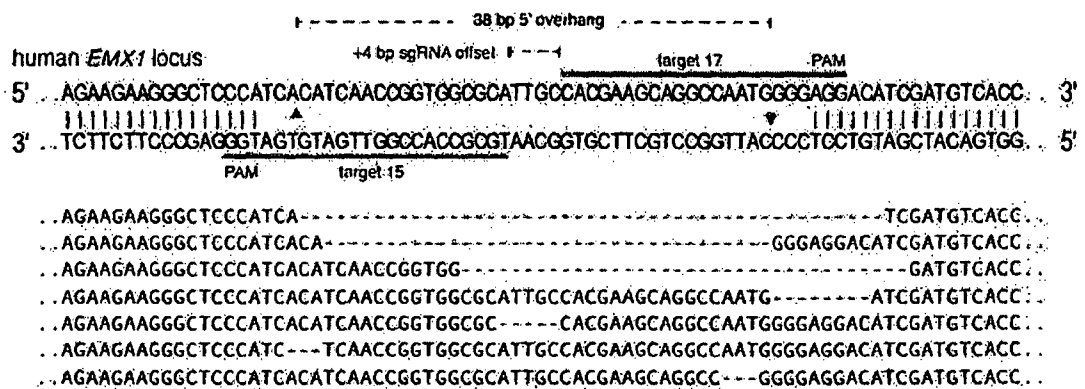 38 bp 5' overhang
+4 bp sgRNA offset
human EMX1 locus
target 17 PAM
5' ..AGAAGAAGGGCTCCCATCACATCAACCGGTGGCGCATTGCCACGAAGCAGGCCAATGGGGAGGACATCGATGTCACC.. 3'
3' ..TCTTCTTCCCGAGGGTAGTGTAGTTGGCCACCGCGTAACGGTGCTTCGTCCGGTTACCCCTCCTGTAGCTACAGTGG.. 5'
PAM target 15
..AGAAGAAGGGCTCCCATCA-----------------------------------------------TCGATGTCACC..
..AGAAGAAGGGCTCCCATCACA------------------------------------GGGAGGACATCGATGTCACC..
..AGAAGAAGGGCTCCCATCACATCAACCGGTGG------------------------------------GATGTCACC..
..AGAAGAAGGGCTCCCATCACATCAACCGGTGGCGCATTGCCACGAAGCAGGCCAATG--------ATCGATGTCACC..
..AGAAGAAGGGCTCCCATCACATCAACCGGTGGCGC-----CACGAAGCAGGCCAATGGGGAGGACATCGATGTCACC..
..AGAAGAAGGGCTCCCATC---TCAACCGGTGGCGCATTGCCACGAAGCAGGCCAATGGGGAGGACATCGATGTCACC..
..AGAAGAAGGGCTCCCATCACATCAACCGGTGGCGCATTGCCACGAAGCAGGCC---GGGGAGGACATCGATGTCACC..